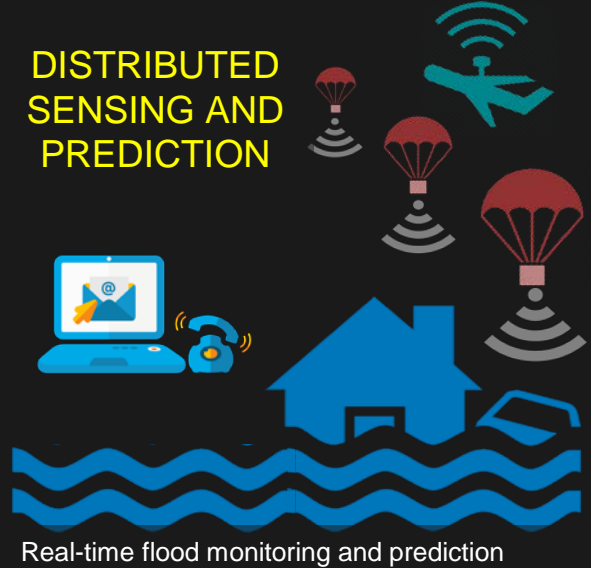 DISTRIBUTED
SENSING AND
PREDICTION
@
Real-time flood monitoring and prediction